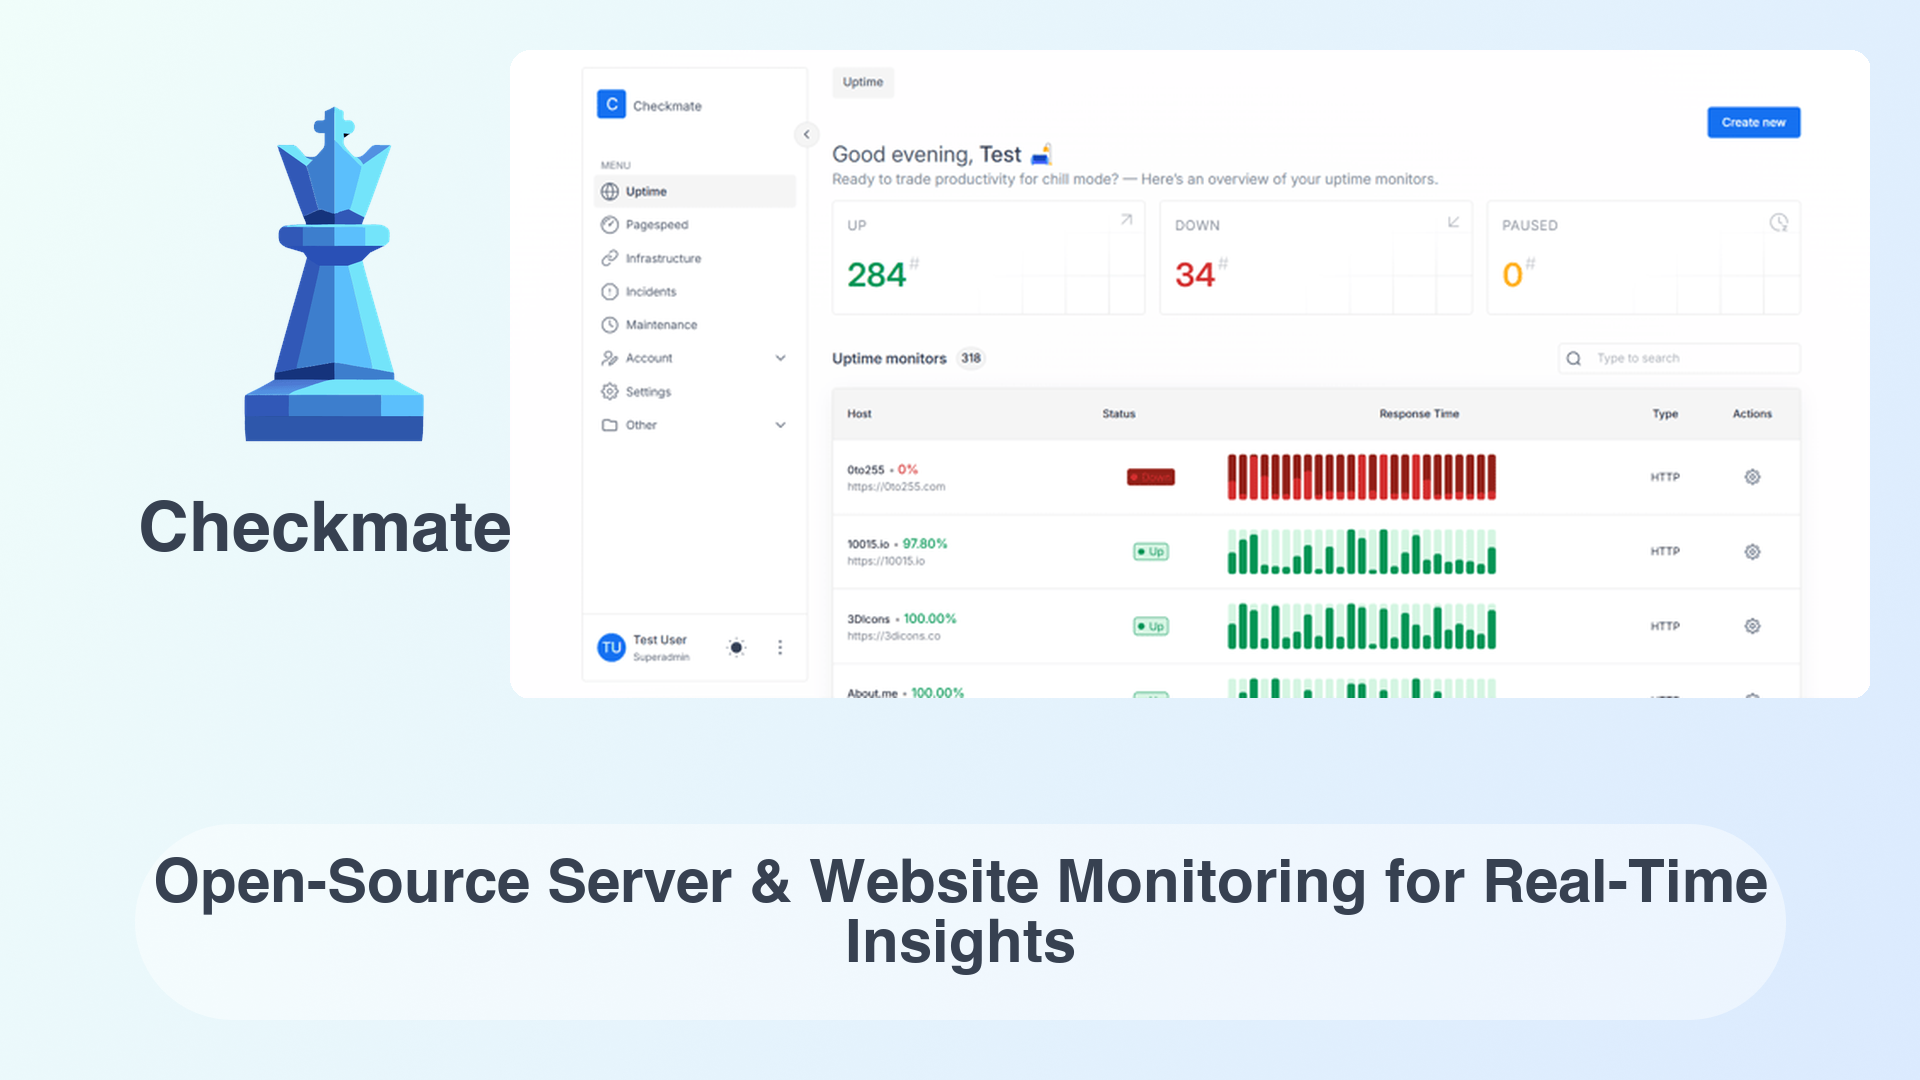 Checkmate
C Checkmate
MENU
Uptime
Pagespeed
Infrastructure
Incidents
Maintenance
Account
Settings
Other
TU
Test User
Superadmin
Uptime
Create new
Good evening, Test
Ready to trade productivity for chill mode? — Here's an overview of your uptime monitors.
UP
284 #
DOWN
34 #
PAUSED
0 #
Uptime monitors 318
Type to search
Host Status Response Time Type Actions
0to255 • 0%
https://0to255.com
Down
HTTP
10015.io • 97.80%
https://10015.io
Up
HTTP
3Dicons • 100.00%
https://3dicons.co
Up
HTTP
About.me • 100.00%
Open-Source Server & Website Monitoring for Real-Time
Insights